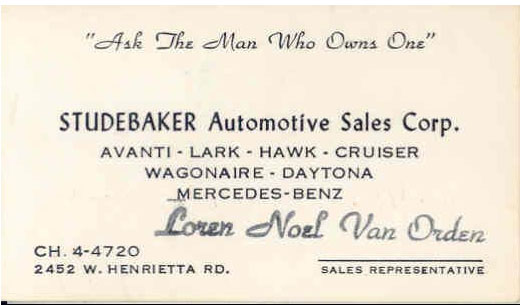 "Ask The Man Who Owns One"
STUDEBAKER Automotive Sales Corp.
AVANTI - LARK - HAWK - CRUISER
WAGONAIRE - DAYTONA
MERCEDES-BENZ
Loren Noel Van Orden
CH. 4-4720
2452 W. HENRIETTA RD.
SALES REPRESENTATIVE